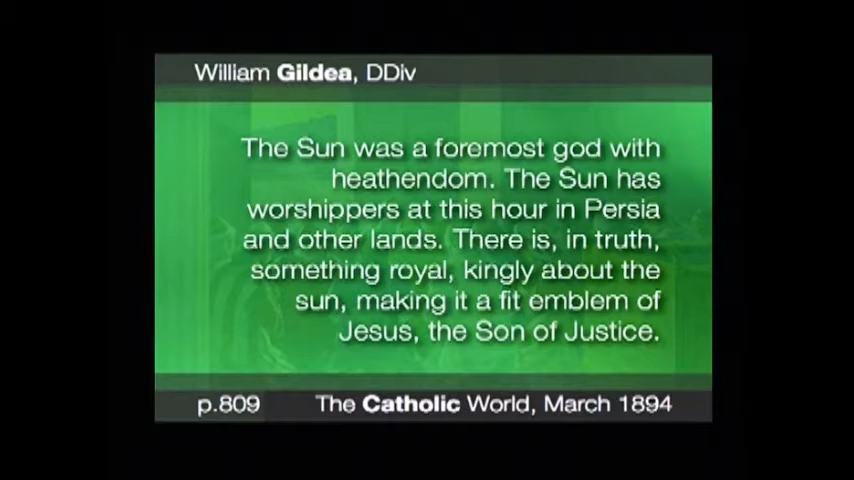 William Gildea, DDiv
The Sun was a foremost god with
heathendom. The Sun has
worshippers at this hour in Persia
and other lands. There is, in truth,
something royal, kingly about the
sun, making it a fit emblem of
Jesus, the Son of Justice.
p.809 The Catholic World, March 1894